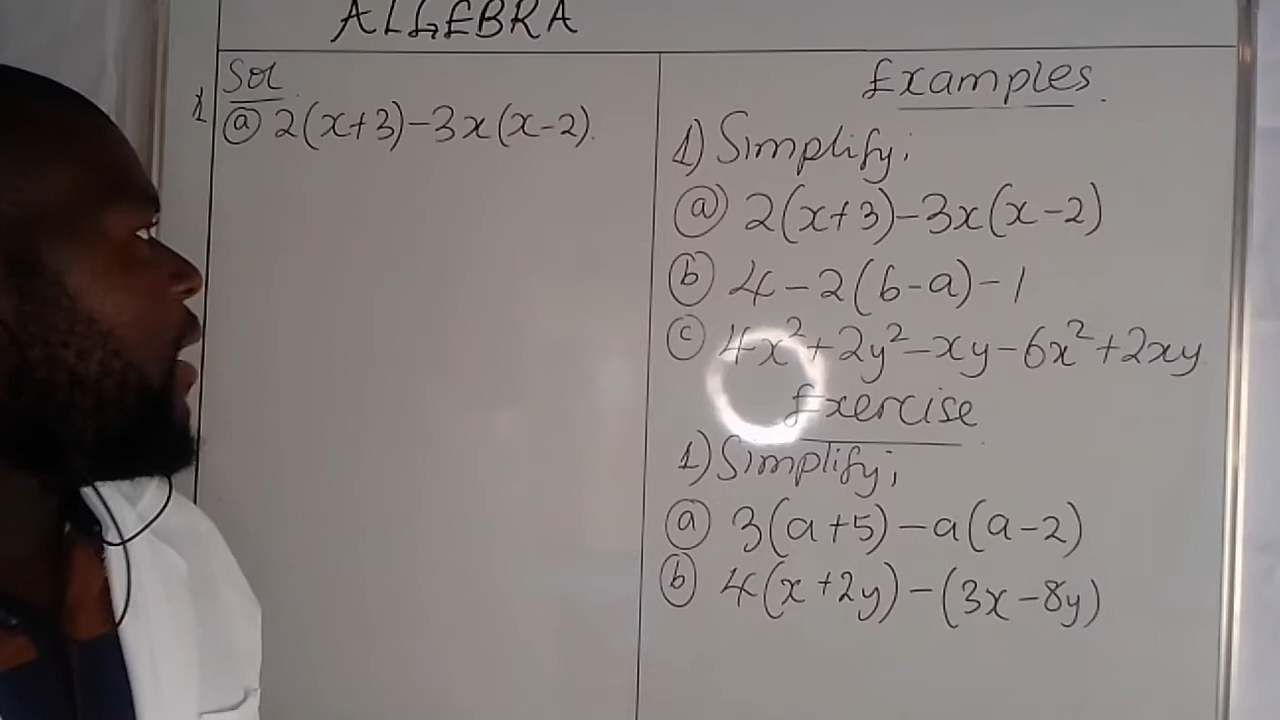 ALGEBRA
Sol
1 (a) 2(x+3)-3x(x-2).
Examples.
1) Simplify;
(a) 2(x+3)-3x(x-2)
(b) 4-2(6-a)-1
(c) 4x²+2y²-xy-6x²+2xy
Exercise
1) Simplify;
(a) 3(a+5)-a(a-2)
(b) 4(x+2y)-(3x-8y)